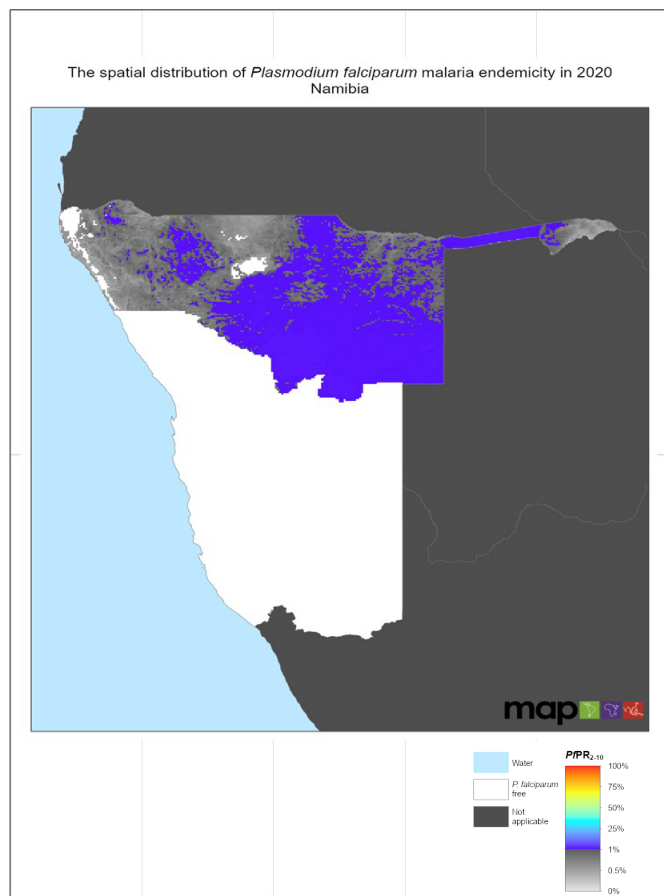 The spatial distribution of Plasmodium falciparum malaria endemicity in 2020
Namibia
map
Water
P. falciparum
free
Not
applicable
PfPR2-10
100%
75%
50%
25%
1%
0.5%
0%